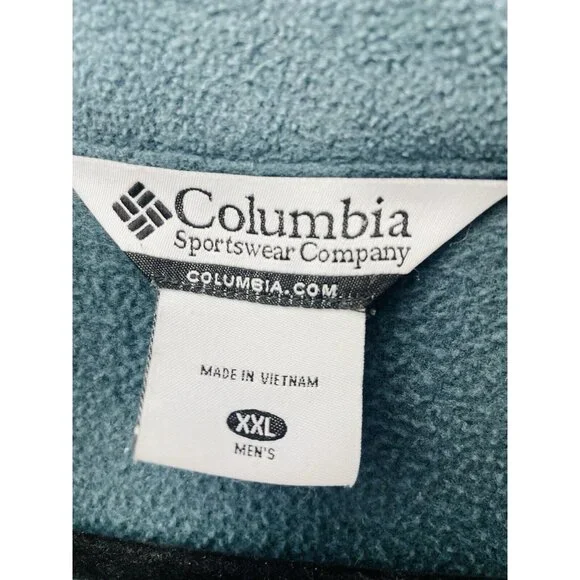 Columbia
Sportswear Company
COLUMBIA.COM
MADE IN VIETNAM
XXL
MEN'S